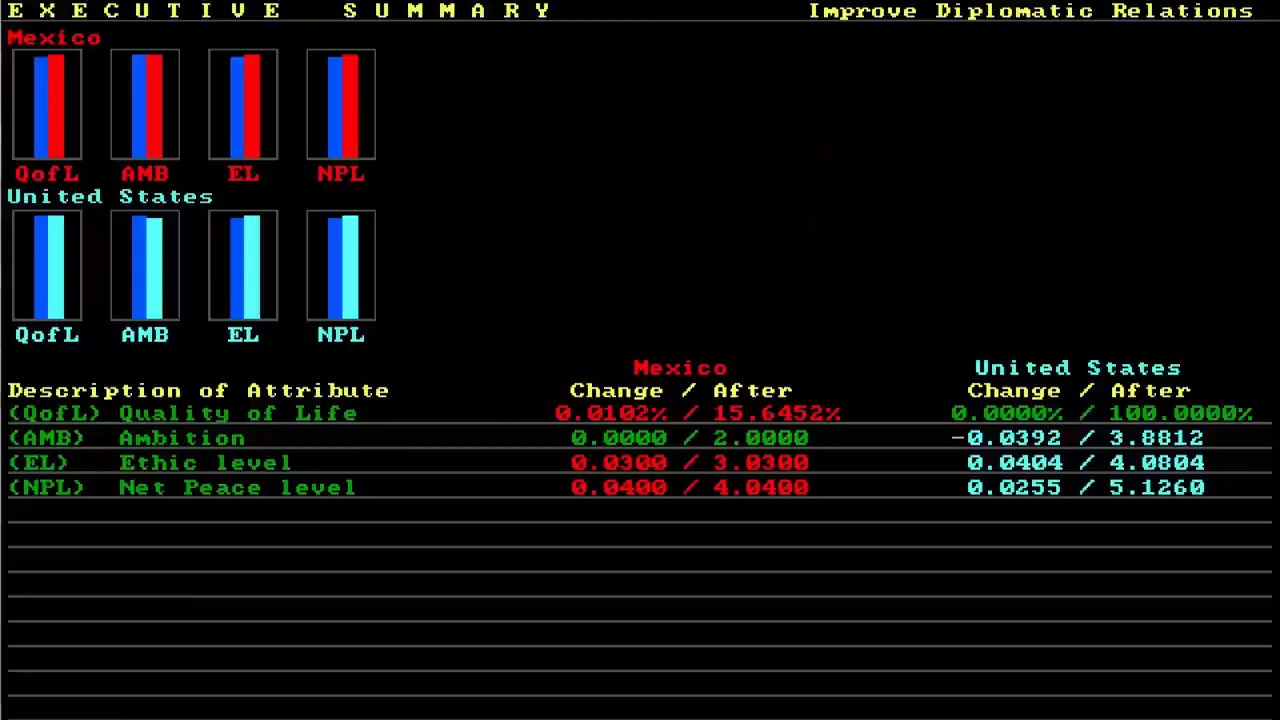 E X E C U T I V E   S U M M A R Y   Improve Diplomatic Relations
Mexico
QofL AMB EL NPL
United States
QofL AMB EL NPL
Mexico United States
Description of Attribute Change / After Change / After
(QofL) Quality of Life 0.0102% / 15.6452% 0.0000% / 100.0000%
(AMB) Ambition 0.0000 / 2.0000 -0.0392 / 3.8812
(EL) Ethic level 0.0300 / 3.0300 0.0404 / 4.0804
(NPL) Net Peace level 0.0400 / 4.0400 0.0255 / 5.1260